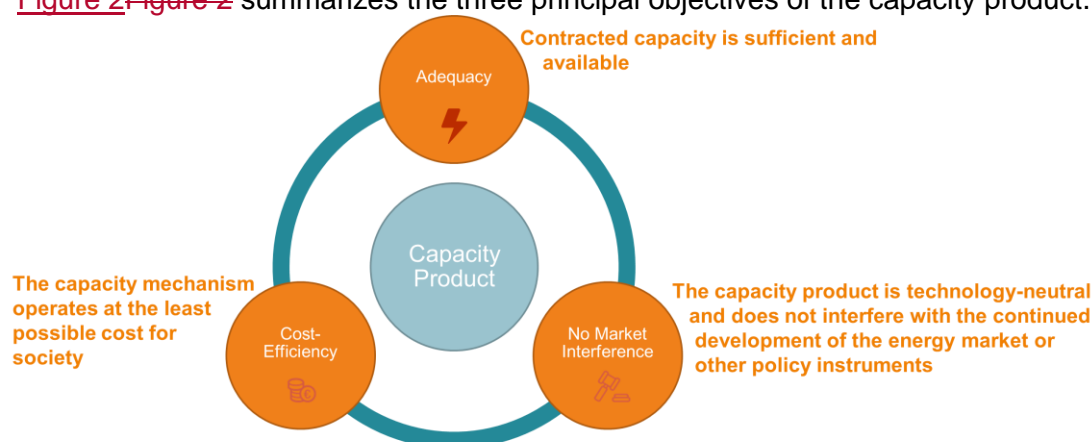 Figure 2Figure 2 summarizes the three principal objectives of the capacity product.
Contracted capacity is sufficient and
available
Adequacy
Capacity
Product
The capacity mechanism
operates at the least
possible cost for
society
Cost-
Efficiency
No Market
Interference
The capacity product is technology-neutral
and does not interfere with the continued
development of the energy market or
other policy instruments